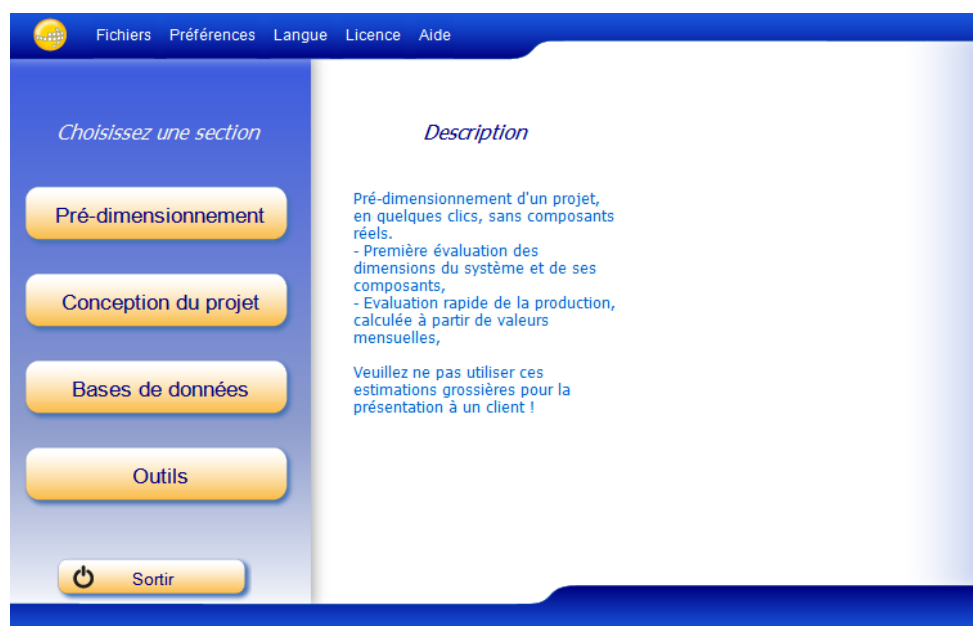 Fichiers Préférences Langue Licence Aide
Choisissez une section
Pré-dimensionnement
Conception du projet
Bases de données
Outils
Sortir
Description
Pré-dimensionnement d'un projet,
en quelques clics, sans composants
réels.
- Première évaluation des
dimensions du système et de ses
composants,
- Evaluation rapide de la production,
calculée à partir de valeurs
mensuelles,
Veuillez ne pas utiliser ces
estimations grossières pour la
présentation à un client !